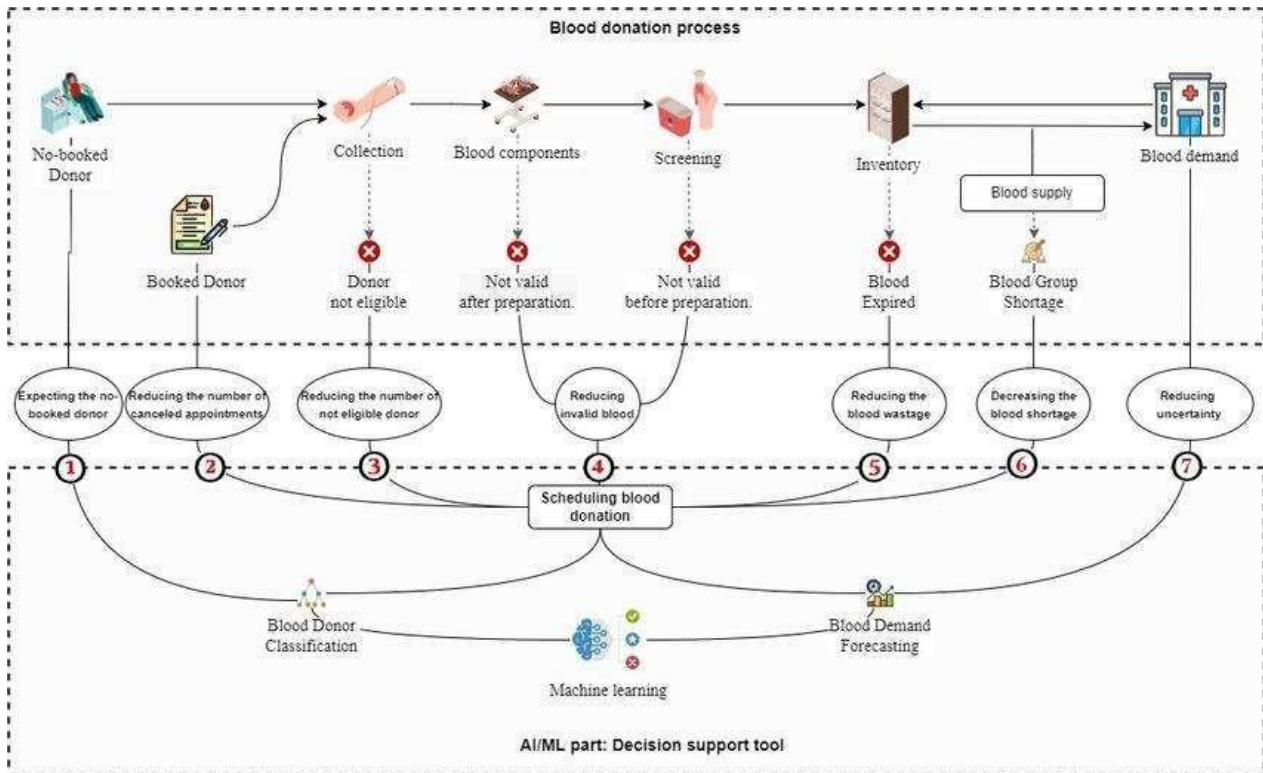 Blood donation process
No-booked
Donor
Collection
Blood components
Screening
Inventory
Blood demand
Blood supply
Booked Donor
Donor
not eligible
Not valid
after preparation.
Not valid
before preparation.
Blood
Expired
Blood/Group
Shortage
Expecting the no-
booked donor
Reducing the number of
canceled appointments
Reducing the number of
not eligible donor
Reducing
invalid blood
Reducing the
blood wastage
Decreasing the
blood shortage
Reducing
uncertainty
1
2
3
4
5
6
7
Scheduling blood
donation
Blood Donor
Classification
Blood Demand
Forecasting
Machine learning
AI/ML part: Decision support tool